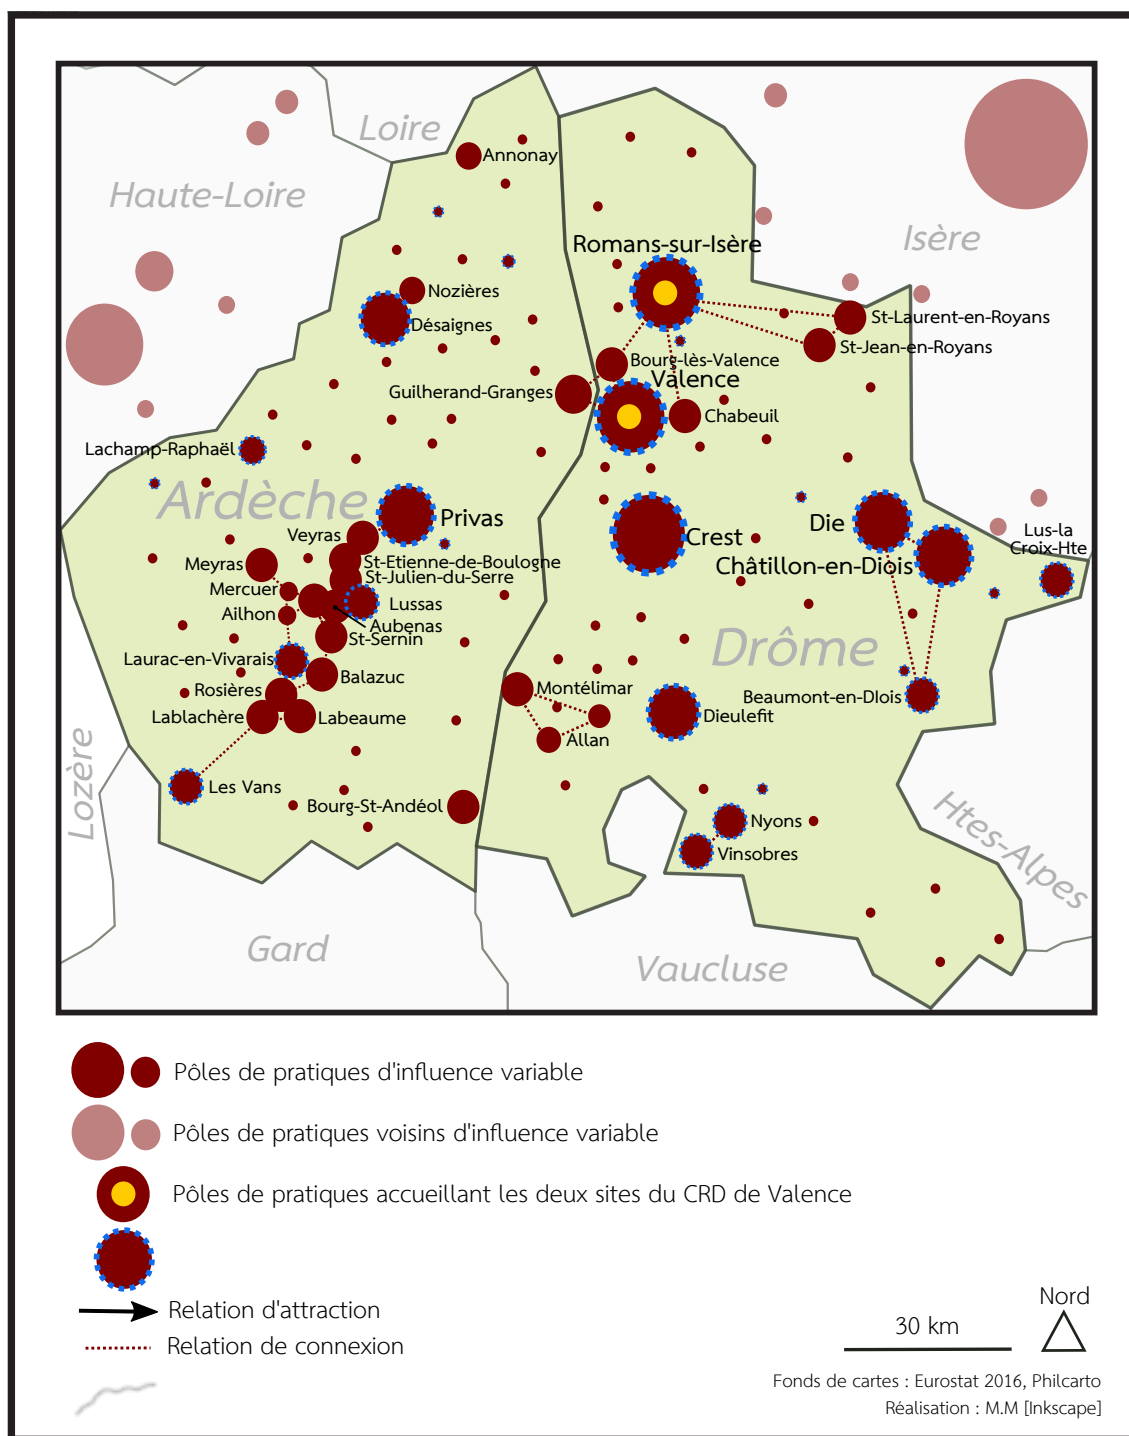 Loire
Annonay
Haute-Loire
Isère
Romans-sur-Isère
Nozières
Désaignes
St-Laurent-en-Royans
St-Jean-en-Royans
Bourg-lès-Valence
Valence
Guilherand-Granges
Chabeuil
Lachamp-Raphaël
Ardèche
Privas
Die
Crest
Lus-la
Croix-Hte
Veyras
St-Etienne-de-Boulogne
Châtillon-en-Diois
Meyras
St-Julien-du-Serre
Mercuer
Lussas
Ailhon
Aubenas
St-Sernin
Drôme
Laurac-en-Vivarais
Balazuc
Rosières
Montélimar
Beaumont-en-DIois
Lablachère
Labeaume
Dieulefit
Allan
Lozère
Les Vans
Bourg-St-Andéol
Nyons
Vinsobres
Htes-Alpes
Gard
Vaucluse
Pôles de pratiques d'influence variable
Pôles de pratiques voisins d'influence variable
Pôles de pratiques accueillant les deux sites du CRD de Valence
Relation d'attraction
Relation de connexion
30 km
Nord
Fonds de cartes : Eurostat 2016, Philcarto
Réalisation : M.M [Inkscape]